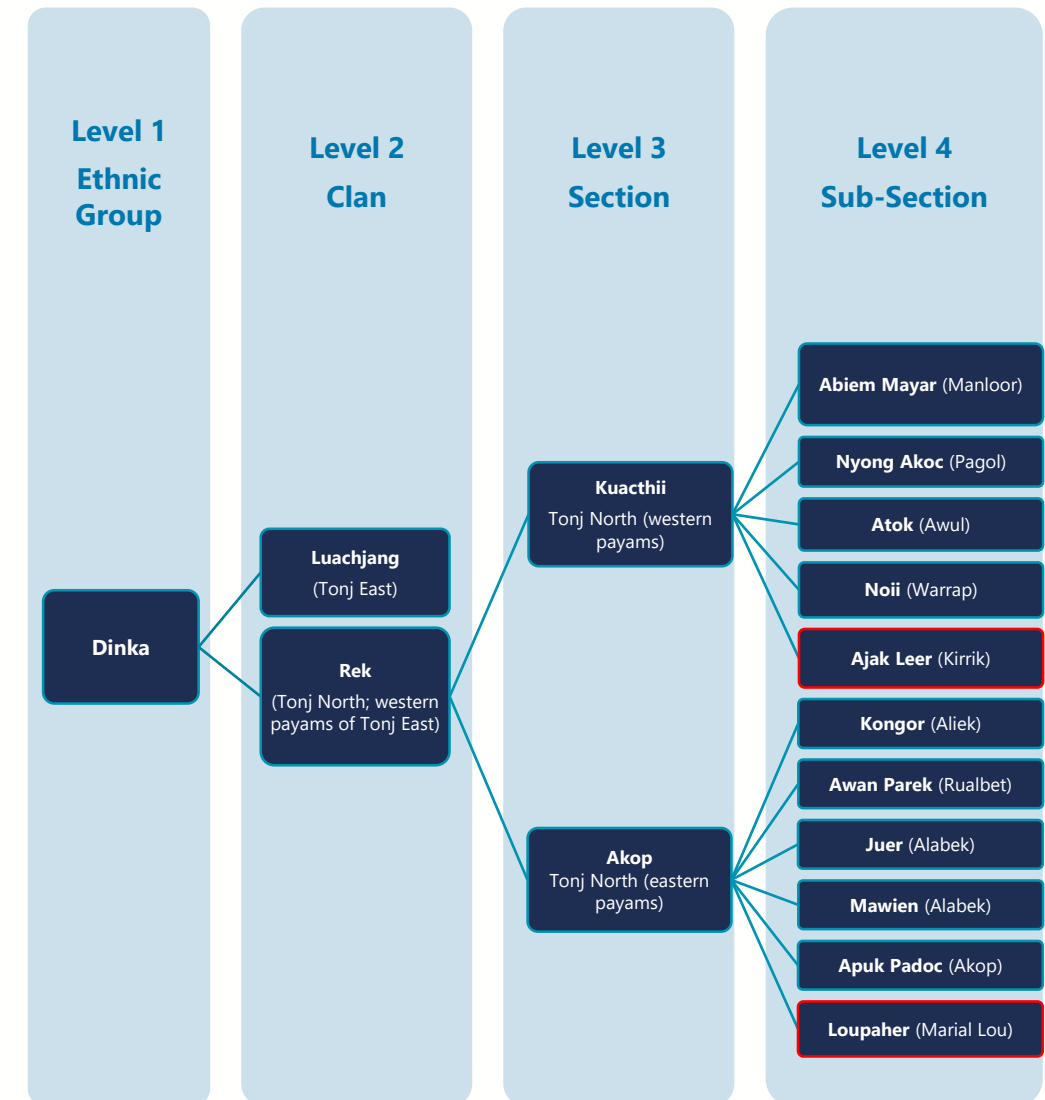 Level 1
Ethnic
Group
Level 2
Clan
Level 3
Section
Level 4
Sub-Section
Dinka
Luachjang
(Tonj East)
Rek
(Tonj North; western
payams of Tonj East)
Kuacthii
Tonj North (western
payams)
Akop
Tonj North (eastern
payams)
Abiem Mayar (Manloor)
Nyong Akoc (Pagol)
Atok (Awul)
Noii (Warrap)
Ajak Leer (Kirrik)
Kongor (Aliek)
Awan Parek (Rualbet)
Juer (Alabek)
Mawien (Alabek)
Apuk Padoc (Akop)
Loupaher (Marial Lou)